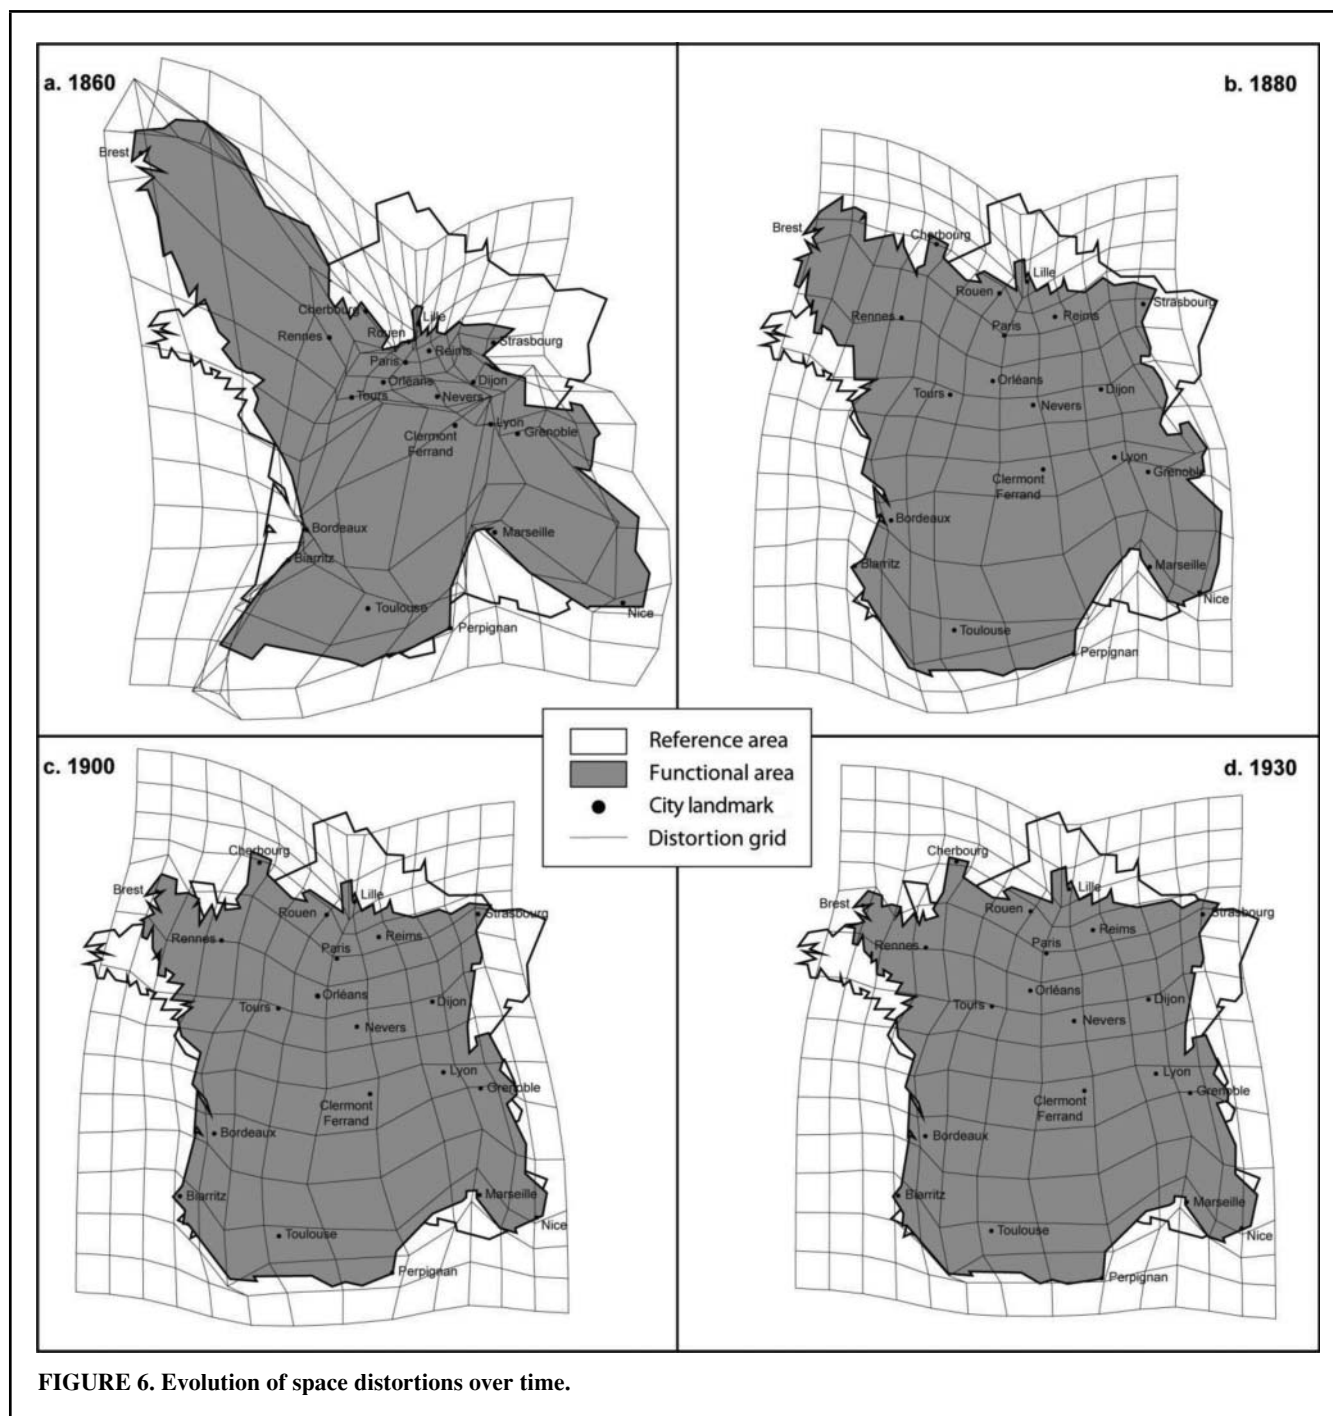 a. 1860
Brest
Cherbourg
Rennes
Rouen
Lille
Paris
Reims
Strasbourg
Orléans
Dijon
Tours
Nevers
Lyon
Clermont
Ferrand
Grenoble
Bordeaux
Marseille
Biarritz
Toulouse
Nice
Perpignan
b. 1880
Brest
Cherbourg
Lille
Rouen
Strasbourg
Rennes
Paris
Reims
Orléans
Tours
Dijon
Nevers
Lyon
Clermont
Ferrand
Grenoble
Bordeaux
Biarritz
Marseille
Nice
Toulouse
Perpignan
Reference area
Functional area
City landmark
Distortion grid
c. 1900
Cherbourg
Brest
Lille
Rouen
Strasbourg
Rennes
Paris
Reims
Orléans
Tours
Dijon
Nevers
Lyon
Grenoble
Clermont
Ferrand
Bordeaux
Biarritz
Marseille
Nice
Toulouse
Perpignan
d. 1930
Cherbourg
Brest
Lille
Rouen
Strasbourg
Rennes
Paris
Reims
Orléans
Tours
Dijon
Nevers
Lyon
Grenoble
Clermont
Ferrand
Bordeaux
Biarritz
Marseille
Nice
Toulouse
Perpignan
FIGURE 6. Evolution of space distortions over time.